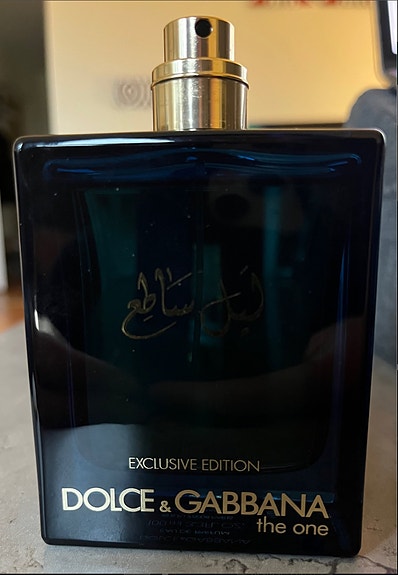 ليل ساطع
EXCLUSIVE EDITION
DOLCE & GABBANA
the one